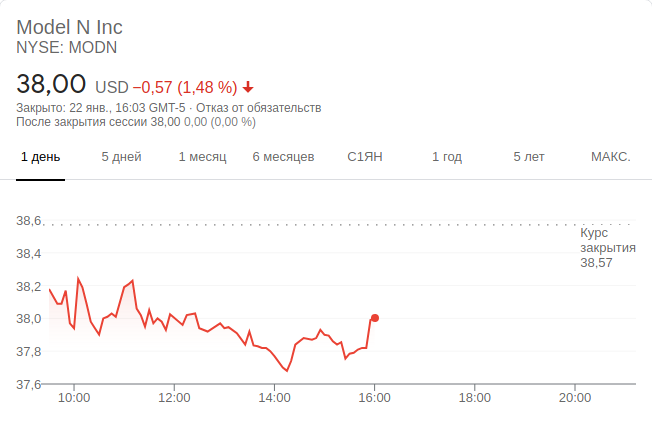 Model N Inc
NYSE: MODN
38,00 USD −0,57 (1,48 %)
Закрыто: 22 янв., 16:03 GMT-5 · Отказ от обязательств
После закрытия сессии 38,00 0,00 (0,00 %)
1 день 5 дней 1 месяц 6 месяцев С1ЯН 1 год 5 лет МАКС.
38,6
Курс
закрытия
38,57
38,4
38,2
38,0
37,8
37,6
10:00 12:00 14:00 16:00 18:00 20:00